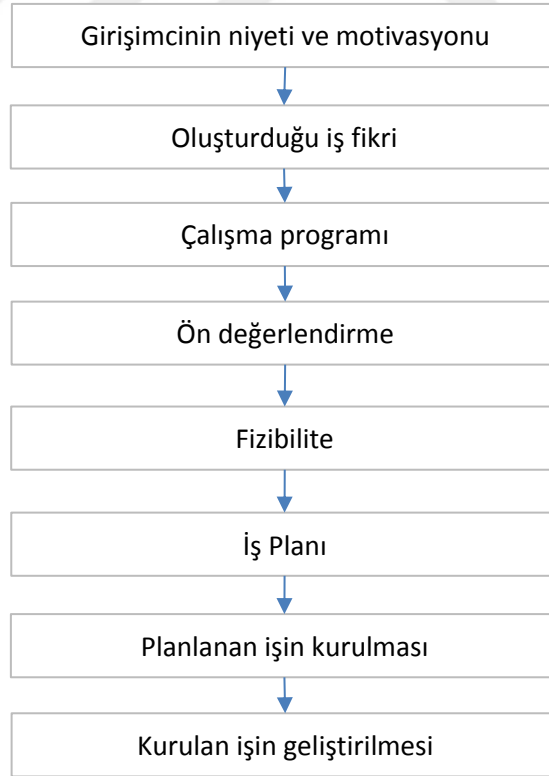 Girişimcinin niyeti ve motivasyonu
Oluşturduğu iş fikri
Çalışma programı
Ön değerlendirme
Fizibilite
İş Planı
Planlanan işin kurulması
Kurulan işin geliştirilmesi